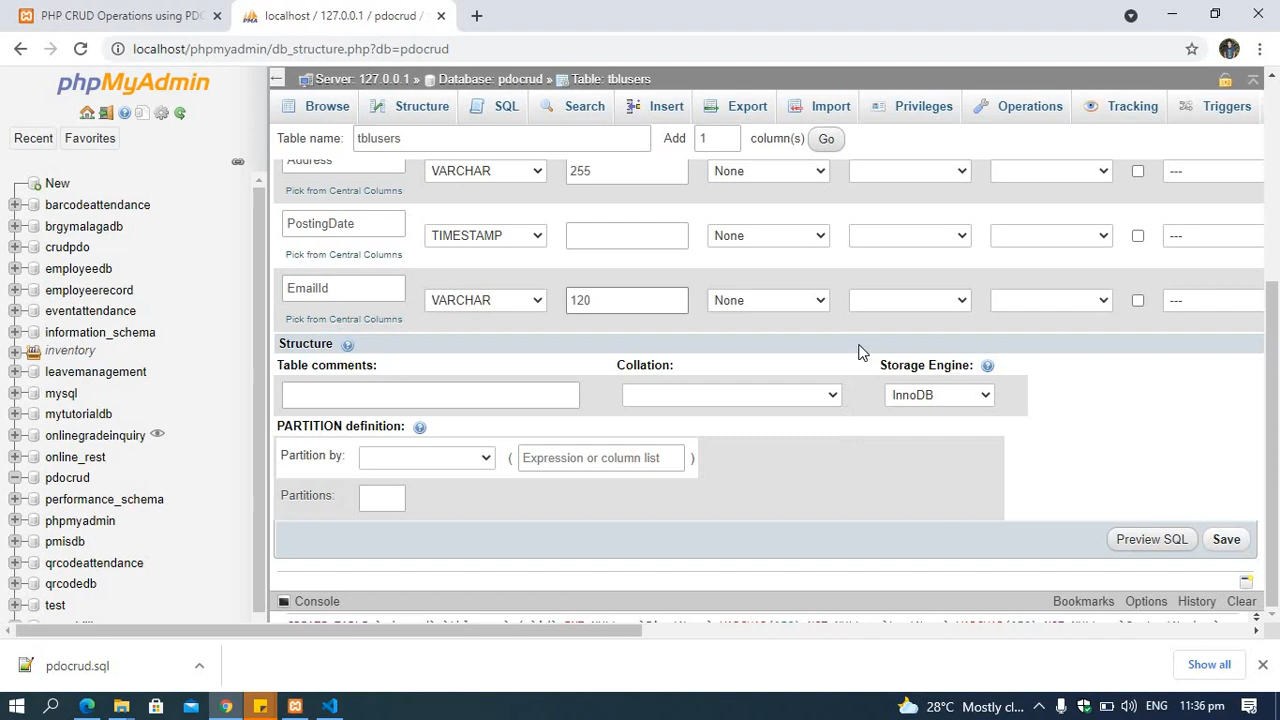 PHP CRUD Operations using PDO
localhost / 127.0.0.1 / pdocrud /
localhost/phpmyadmin/db_structure.php?db=pdocrud
phpMyAdmin
Recent
Favorites
New
barcodeattendance
brgymalagadb
crudpdo
employeedb
employeerecord
eventattendance
information_schema
inventory
leavemanagement
mysql
mytutorialdb
onlinegradeinquiry
online_rest
pdocrud
performance_schema
phpmyadmin
pmisdb
qrcodeattendance
qrcodedb
test
Server: 127.0.0.1 » Database: pdocrud » Table: tblusers
Browse Structure SQL Search Insert Export Import Privileges Operations Tracking Triggers
Table name: tblusers Add 1 column(s) Go
Address VARCHAR 255 None ---
Pick from Central Columns
PostingDate TIMESTAMP None ---
Pick from Central Columns
EmailId VARCHAR 120 None ---
Pick from Central Columns
Structure
Table comments: Collation: Storage Engine:
InnoDB
PARTITION definition:
Partition by: ( Expression or column list )
Partitions:
Preview SQL Save
Console Bookmarks Options History Clear
pdocrud.sql
Show all
28°C Mostly cl... ENG 11:36 pm